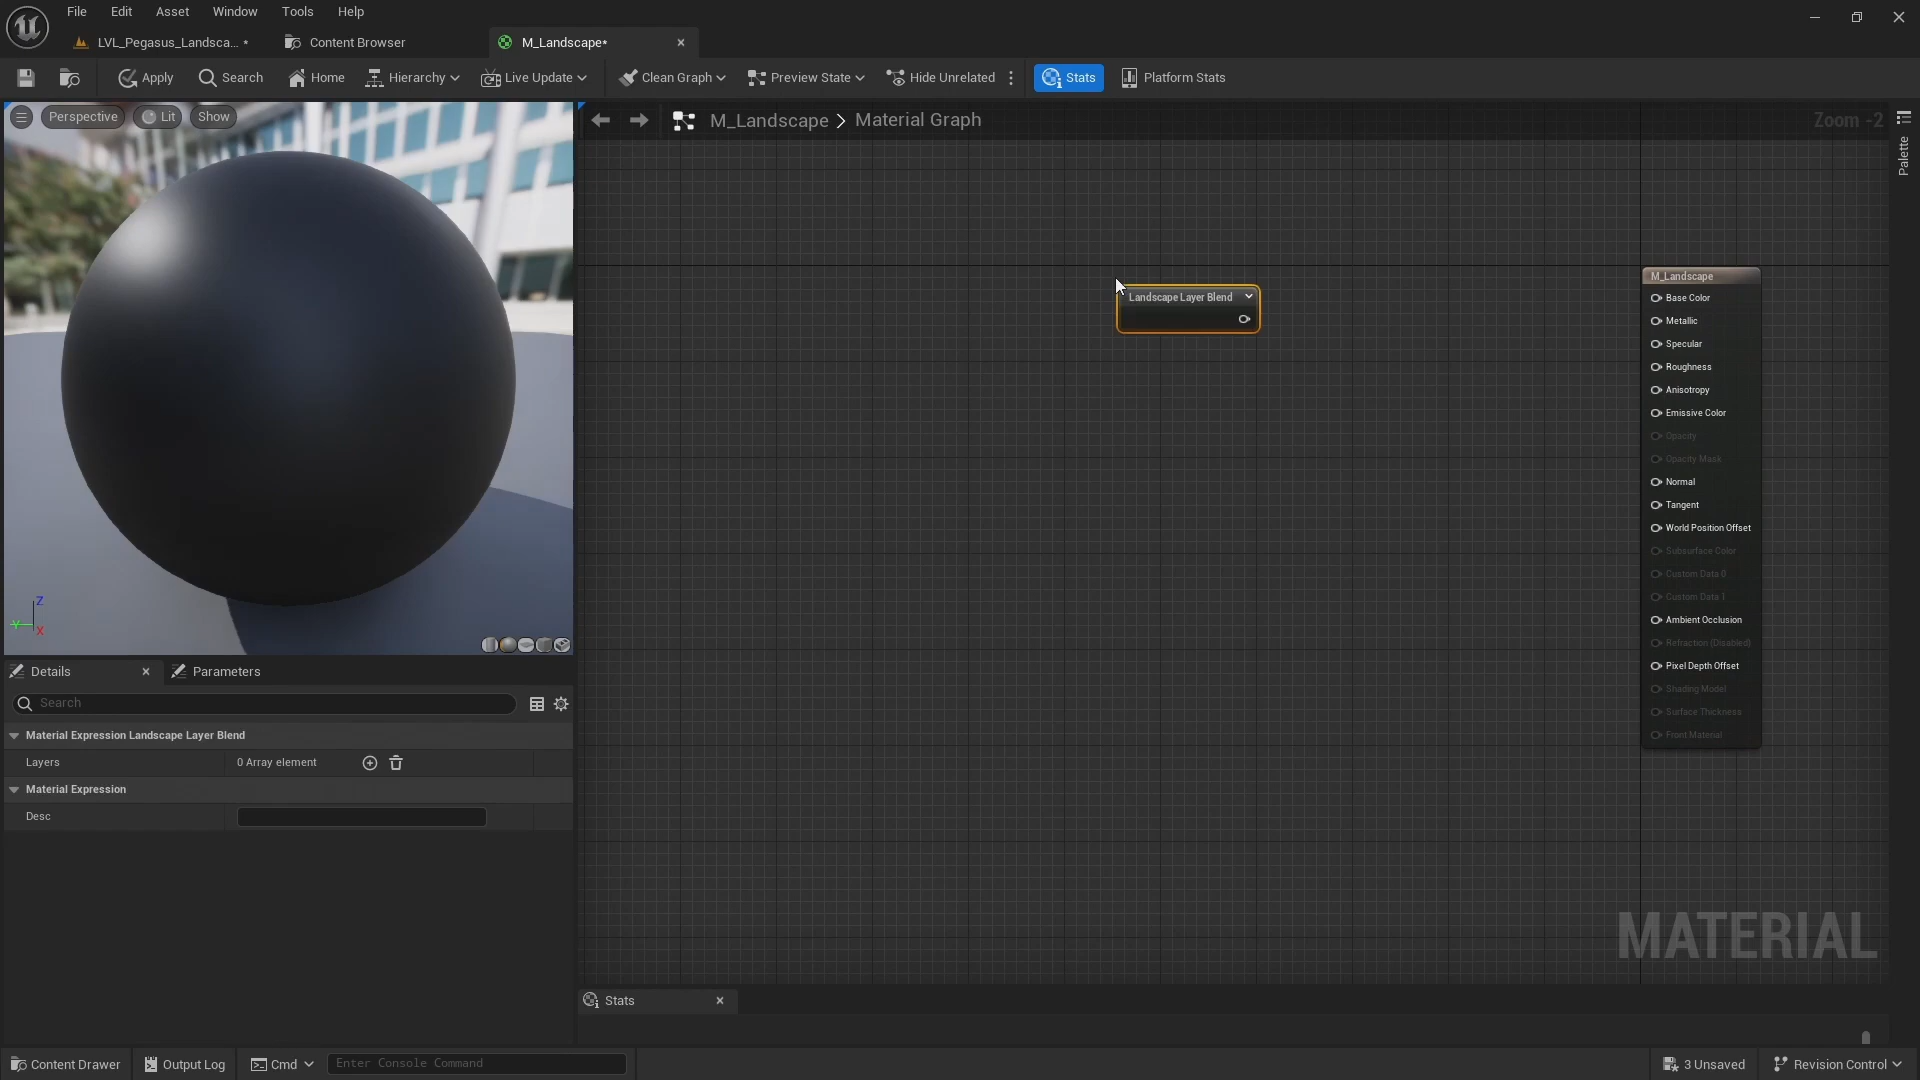 File Edit Asset Window Tools Help
LVL_Pegasus_Landsca... *
Content Browser
M_Landscape*
Apply
Search
Home
Hierarchy
Live Update
Clean Graph
Preview State
Hide Unrelated
Stats
Platform Stats
Perspective
Lit
Show
M_Landscape > Material Graph
Zoom -2
Palette
Landscape Layer Blend
M_Landscape
Base Color
Metallic
Specular
Roughness
Anisotropy
Emissive Color
Opacity
Opacity Mask
Normal
Tangent
World Position Offset
Subsurface Color
Custom Data 0
Custom Data 1
Ambient Occlusion
Refraction (Disabled)
Pixel Depth Offset
Shading Model
Surface Thickness
Front Material
Z
Y
X
Details
Parameters
Search
Material Expression Landscape Layer Blend
Layers
0 Array element
Material Expression
Desc
MATERIAL
Stats
Content Drawer
Output Log
Cmd
Enter Console Command
3 Unsaved
Revision Control